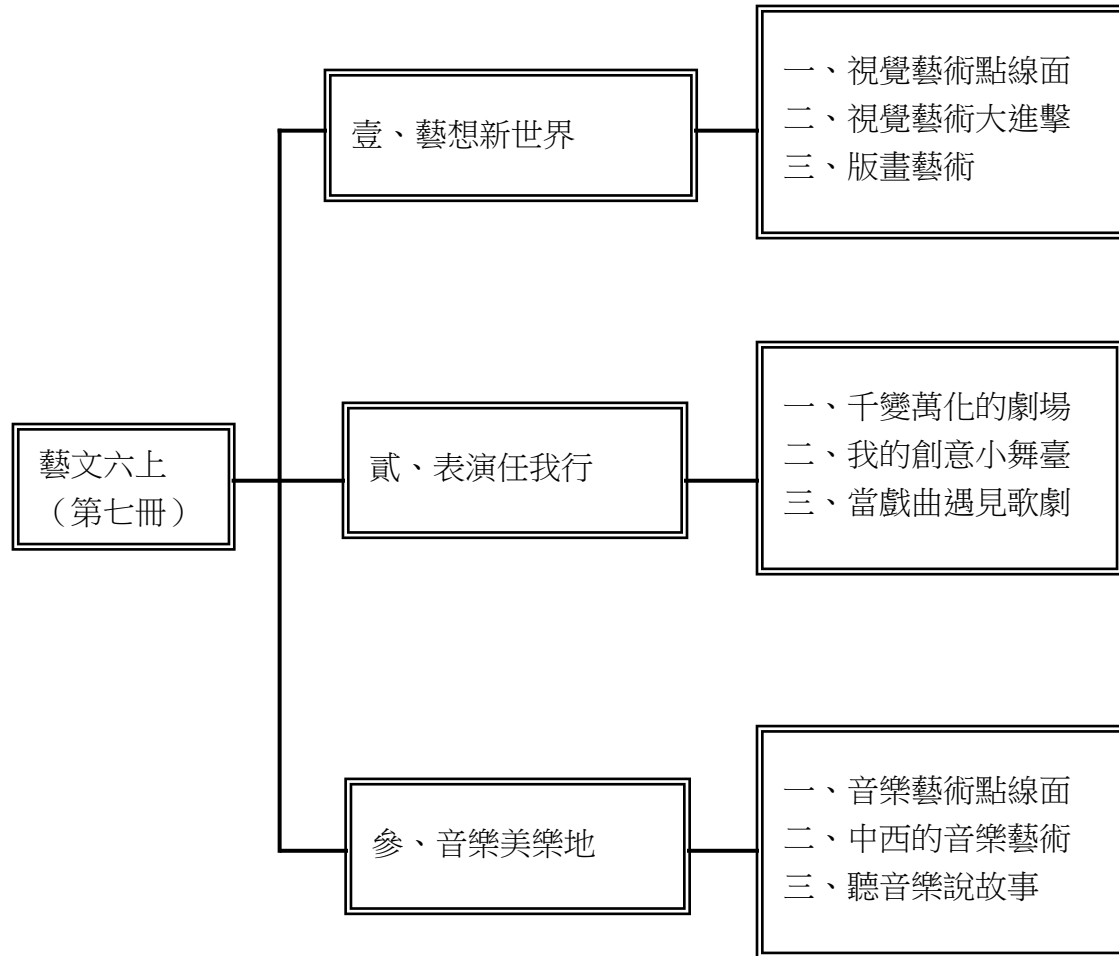 藝文六上
（第七冊）
壹、藝想新世界
一、視覺藝術點線面
二、視覺藝術大進擊
三、版畫藝術
貳、表演任我行
一、千變萬化的劇場
二、我的創意小舞臺
三、當戲曲遇見歌劇
參、音樂美樂地
一、音樂藝術點線面
二、中西的音樂藝術
三、聽音樂說故事